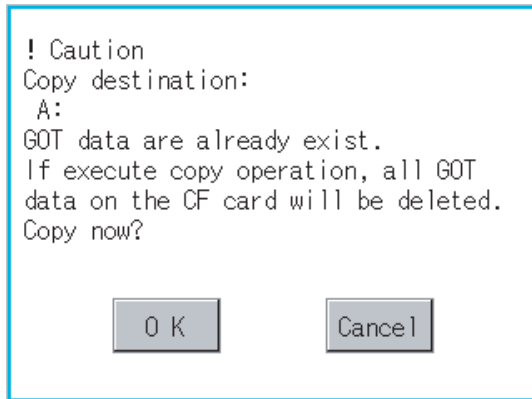 ! Caution
Copy destination:
A:
GOT data are already exist.
If execute copy operation, all GOT
data on the CF card will be deleted.
Copy now?
O K
Cancel